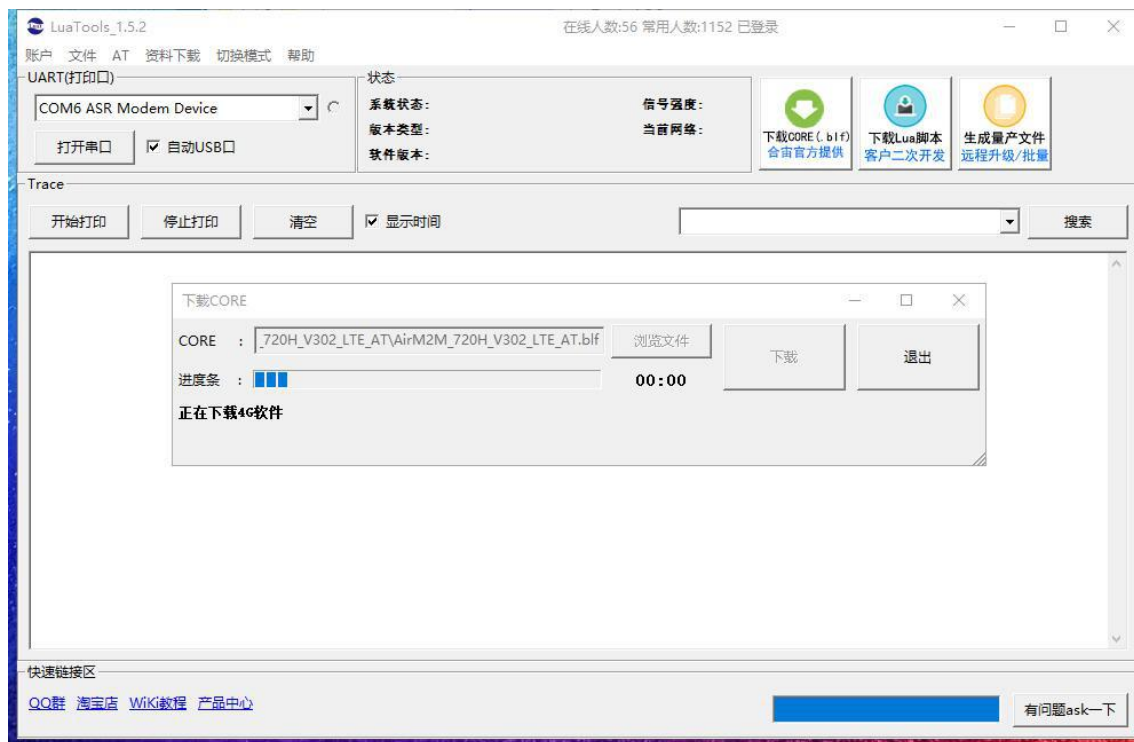 LuaTools_1.5.2 在线人数:56 常用人数:1152 已登录
账户 文件 AT 资料下载 切换模式 帮助
UART(打印口)
COM6 ASR Modem Device
打开串口 自动USB口
状态
系统状态: 信号强度:
版本类型: 当前网络:
软件版本:
下载CORE(.blf)
合宙官方提供
下载Lua脚本
客户二次开发
生成量产文件
远程升级/批量
Trace
开始打印 停止打印 清空 显示时间 搜索
下载CORE
CORE : _720H_V302_LTE_AT\AirM2M_720H_V302_LTE_AT.blf 浏览文件 下载 退出
进度条 : 00:00
正在下载4G软件
快速链接区
QQ群 淘宝店 WiKi教程 产品中心 有问题ask一下